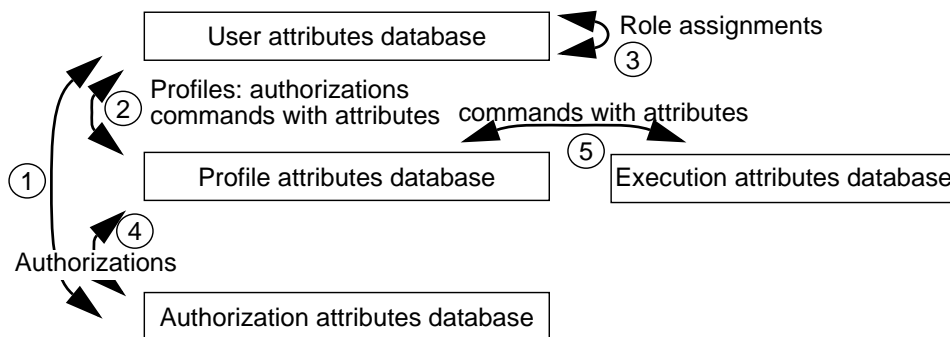 User attributes database
Role assignments
3
2
Profiles: authorizations
commands with attributes
commands with attributes
5
1
Profile attributes database
Execution attributes database
4
Authorizations
Authorization attributes database